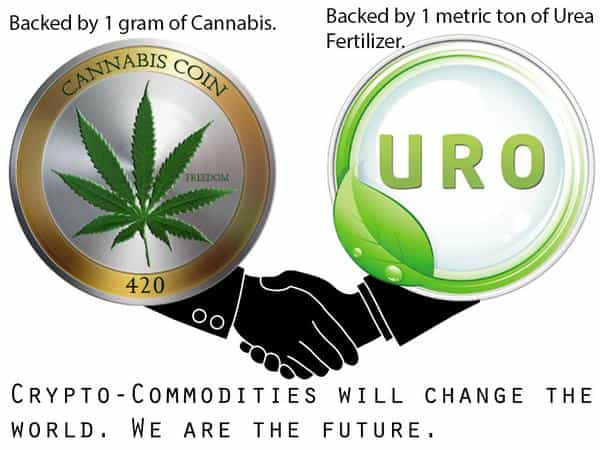 Backed by 1 gram of Cannabis.
Backed by 1 metric ton of Urea
Fertilizer.
CANNABIS COIN
FREEDOM
420
URO
CRYPTO-COMMODITIES WILL CHANGE THE
WORLD. WE ARE THE FUTURE.